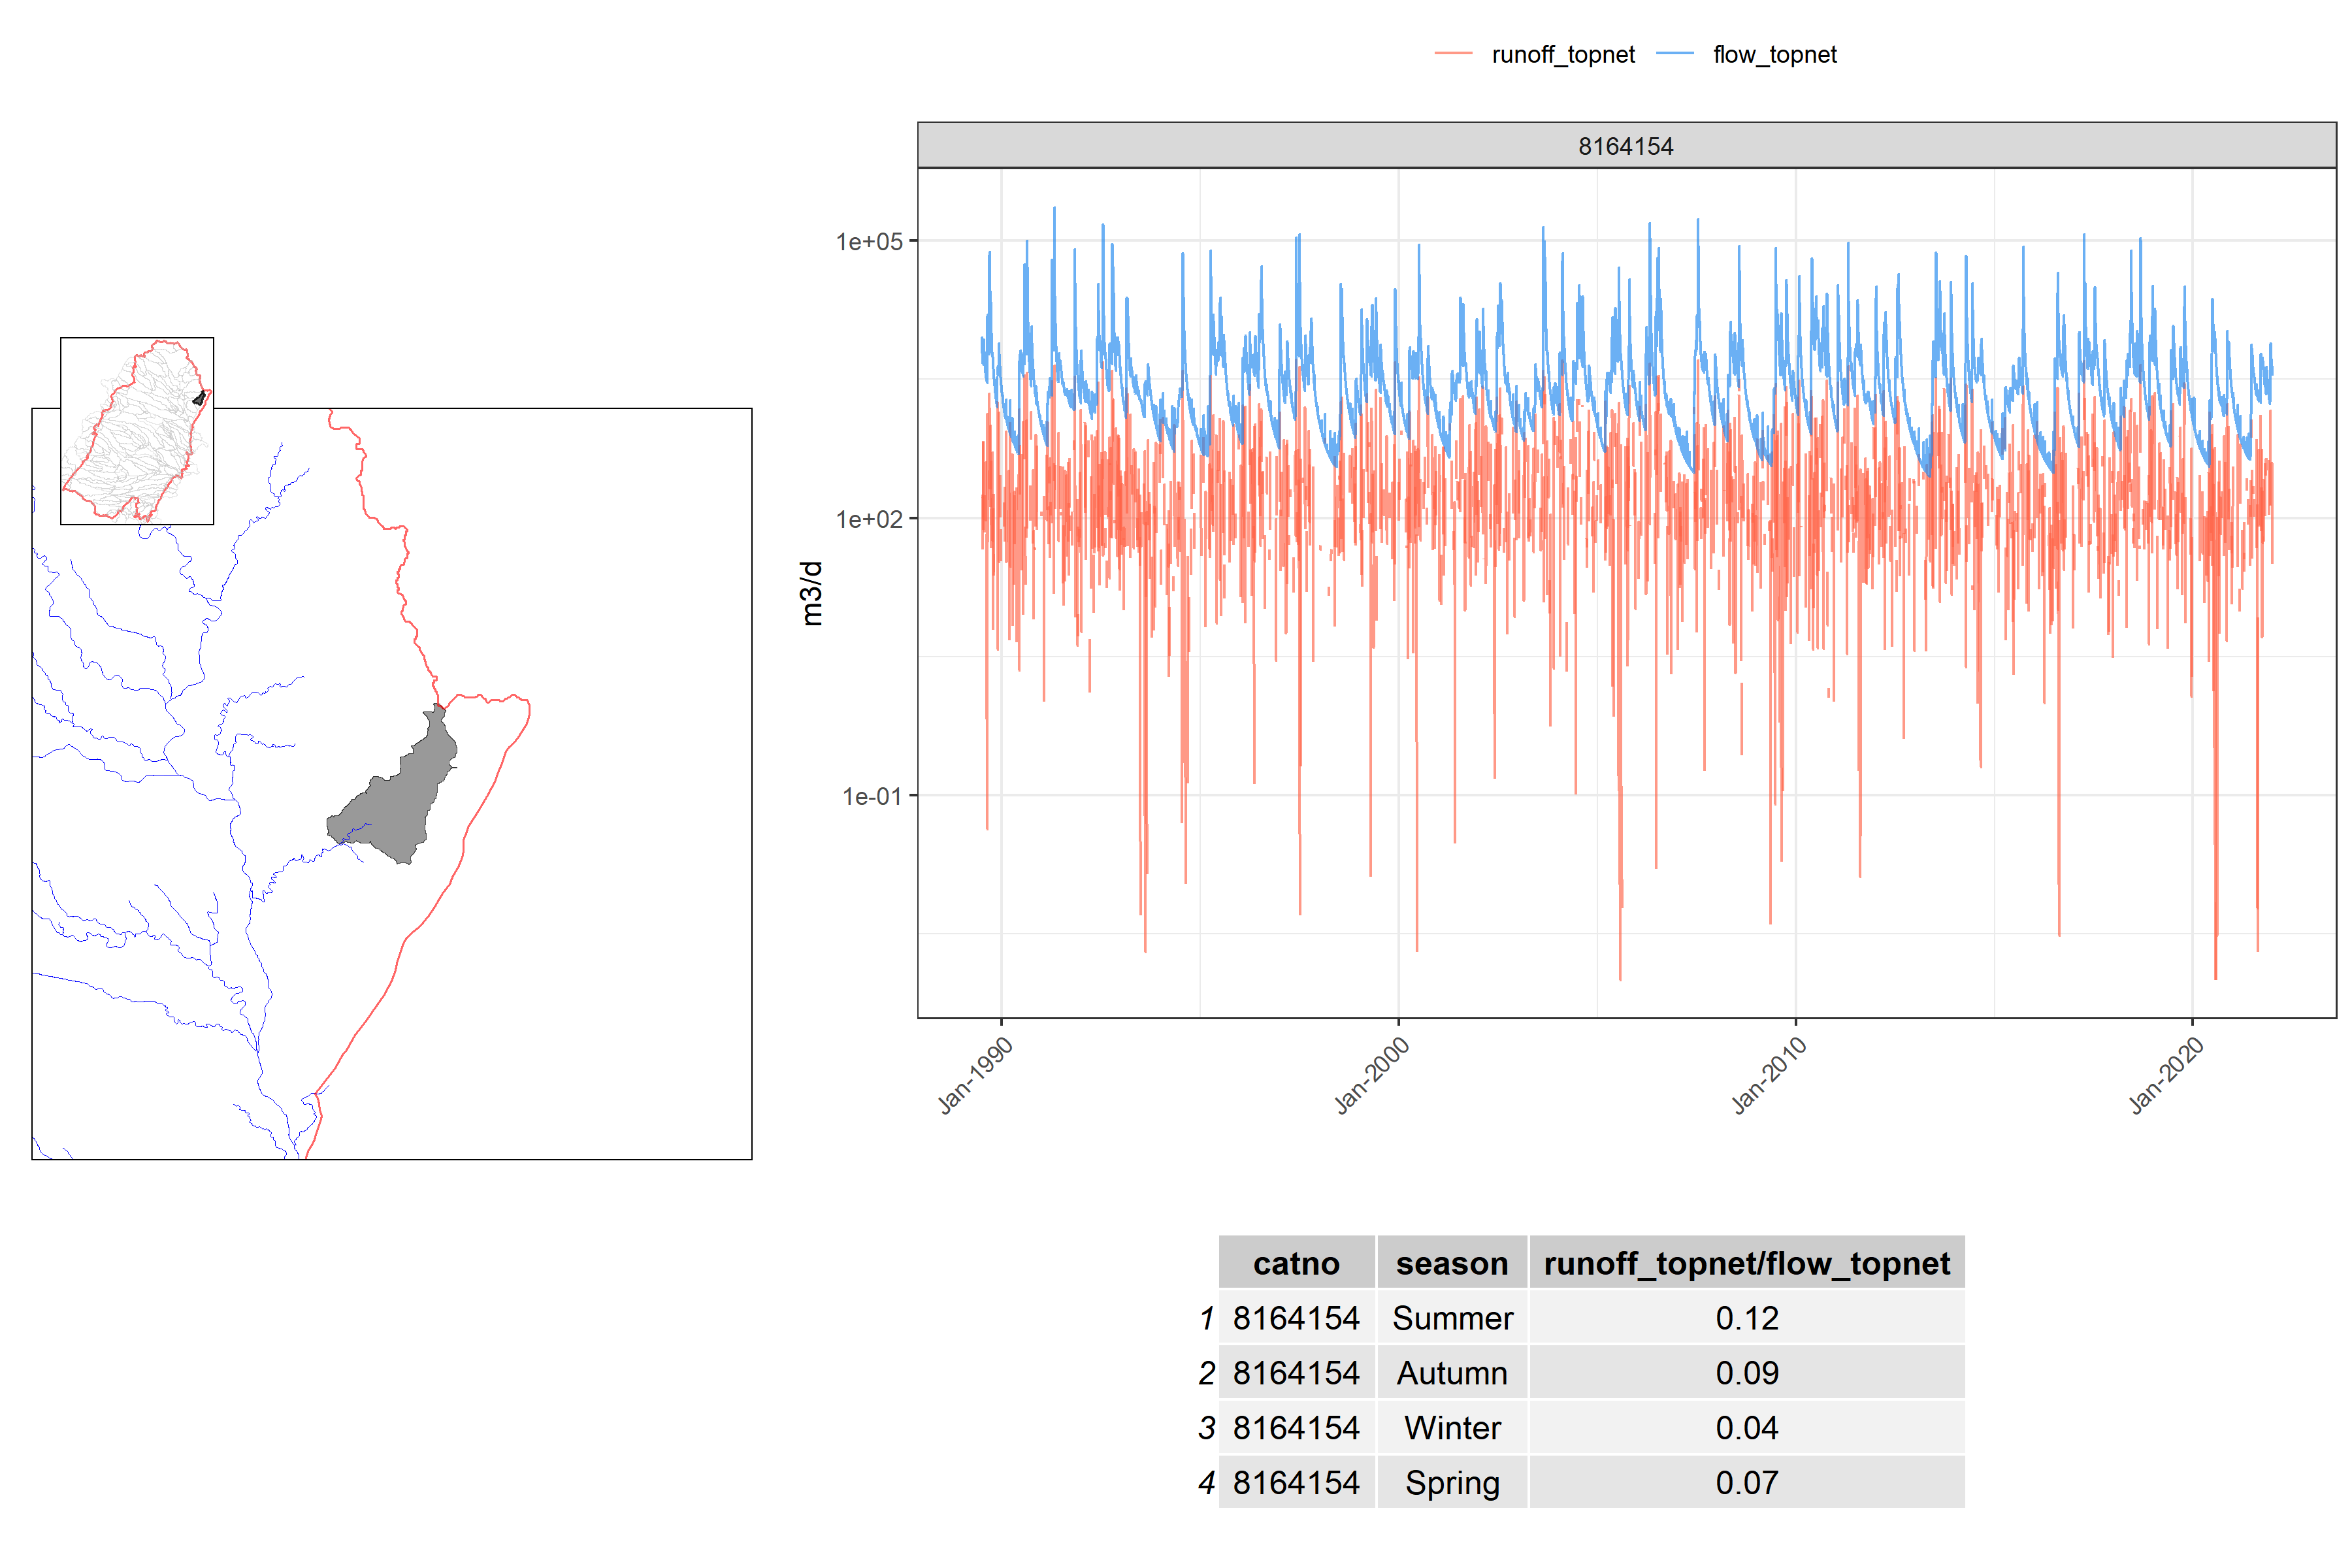 runoff_topnet flow_topnet
8164154
1e+05
1e+02
1e-01
m3/d
Jan-1990 Jan-2000 Jan-2010 Jan-2020
catno season runoff_topnet/flow_topnet
1 8164154 Summer 0.12
2 8164154 Autumn 0.09
3 8164154 Winter 0.04
4 8164154 Spring 0.07